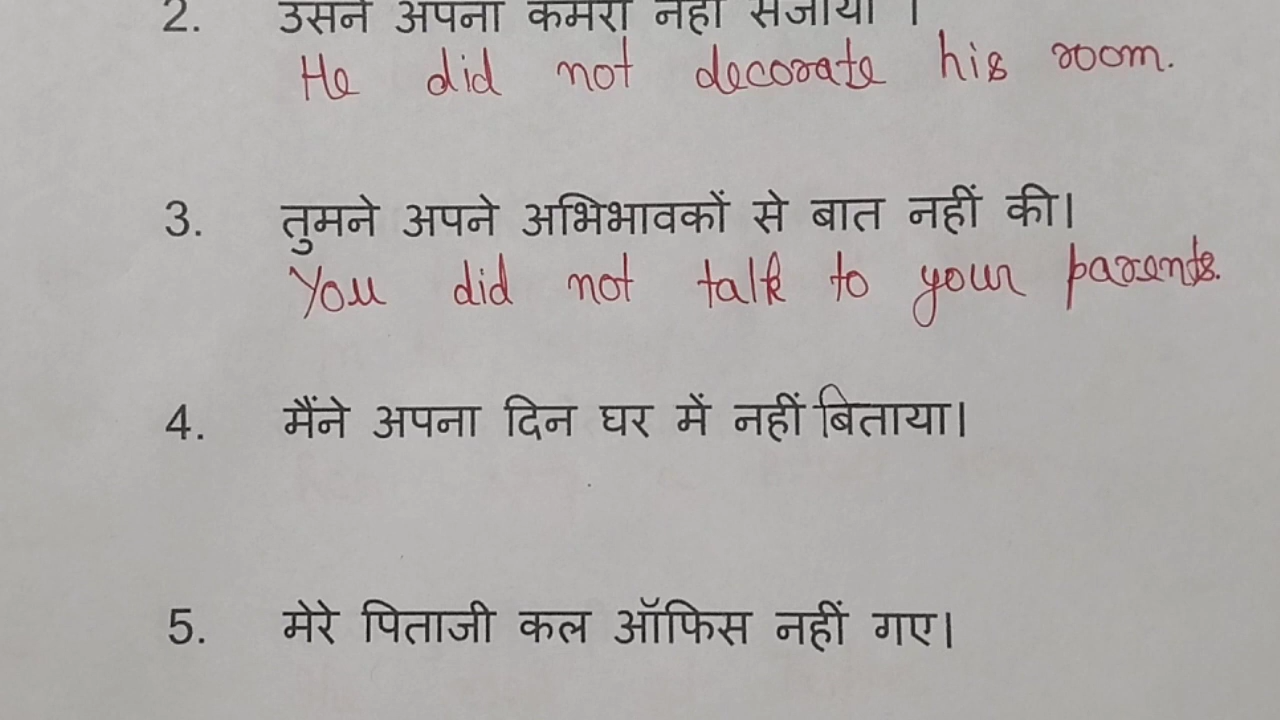 2. उसने अपना कमरा नहीं सजाया ।
He did not decorate his room.
3. तुमने अपने अभिभावकों से बात नहीं की।
You did not talk to your parents.
4. मैंने अपना दिन घर में नहीं बिताया।
5. मेरे पिताजी कल ऑफिस नहीं गए।